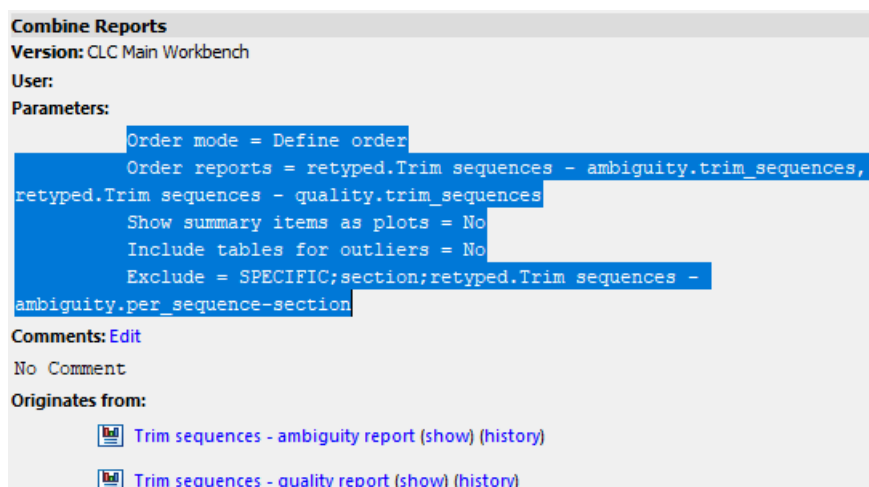 Combine Reports
Version: CLC Main Workbench
User:
Parameters:
Order mode = Define order
Order reports = retyped.Trim sequences - ambiguity.trim_sequences,
retyped.Trim sequences - quality.trim_sequences
Show summary items as plots = No
Include tables for outliers = No
Exclude = SPECIFIC;section;retyped.Trim sequences -
ambiguity.per_sequence-section
Comments: Edit
No Comment
Originates from:
Trim sequences - ambiguity report (show) (history)
Trim sequences - quality report (show) (history)